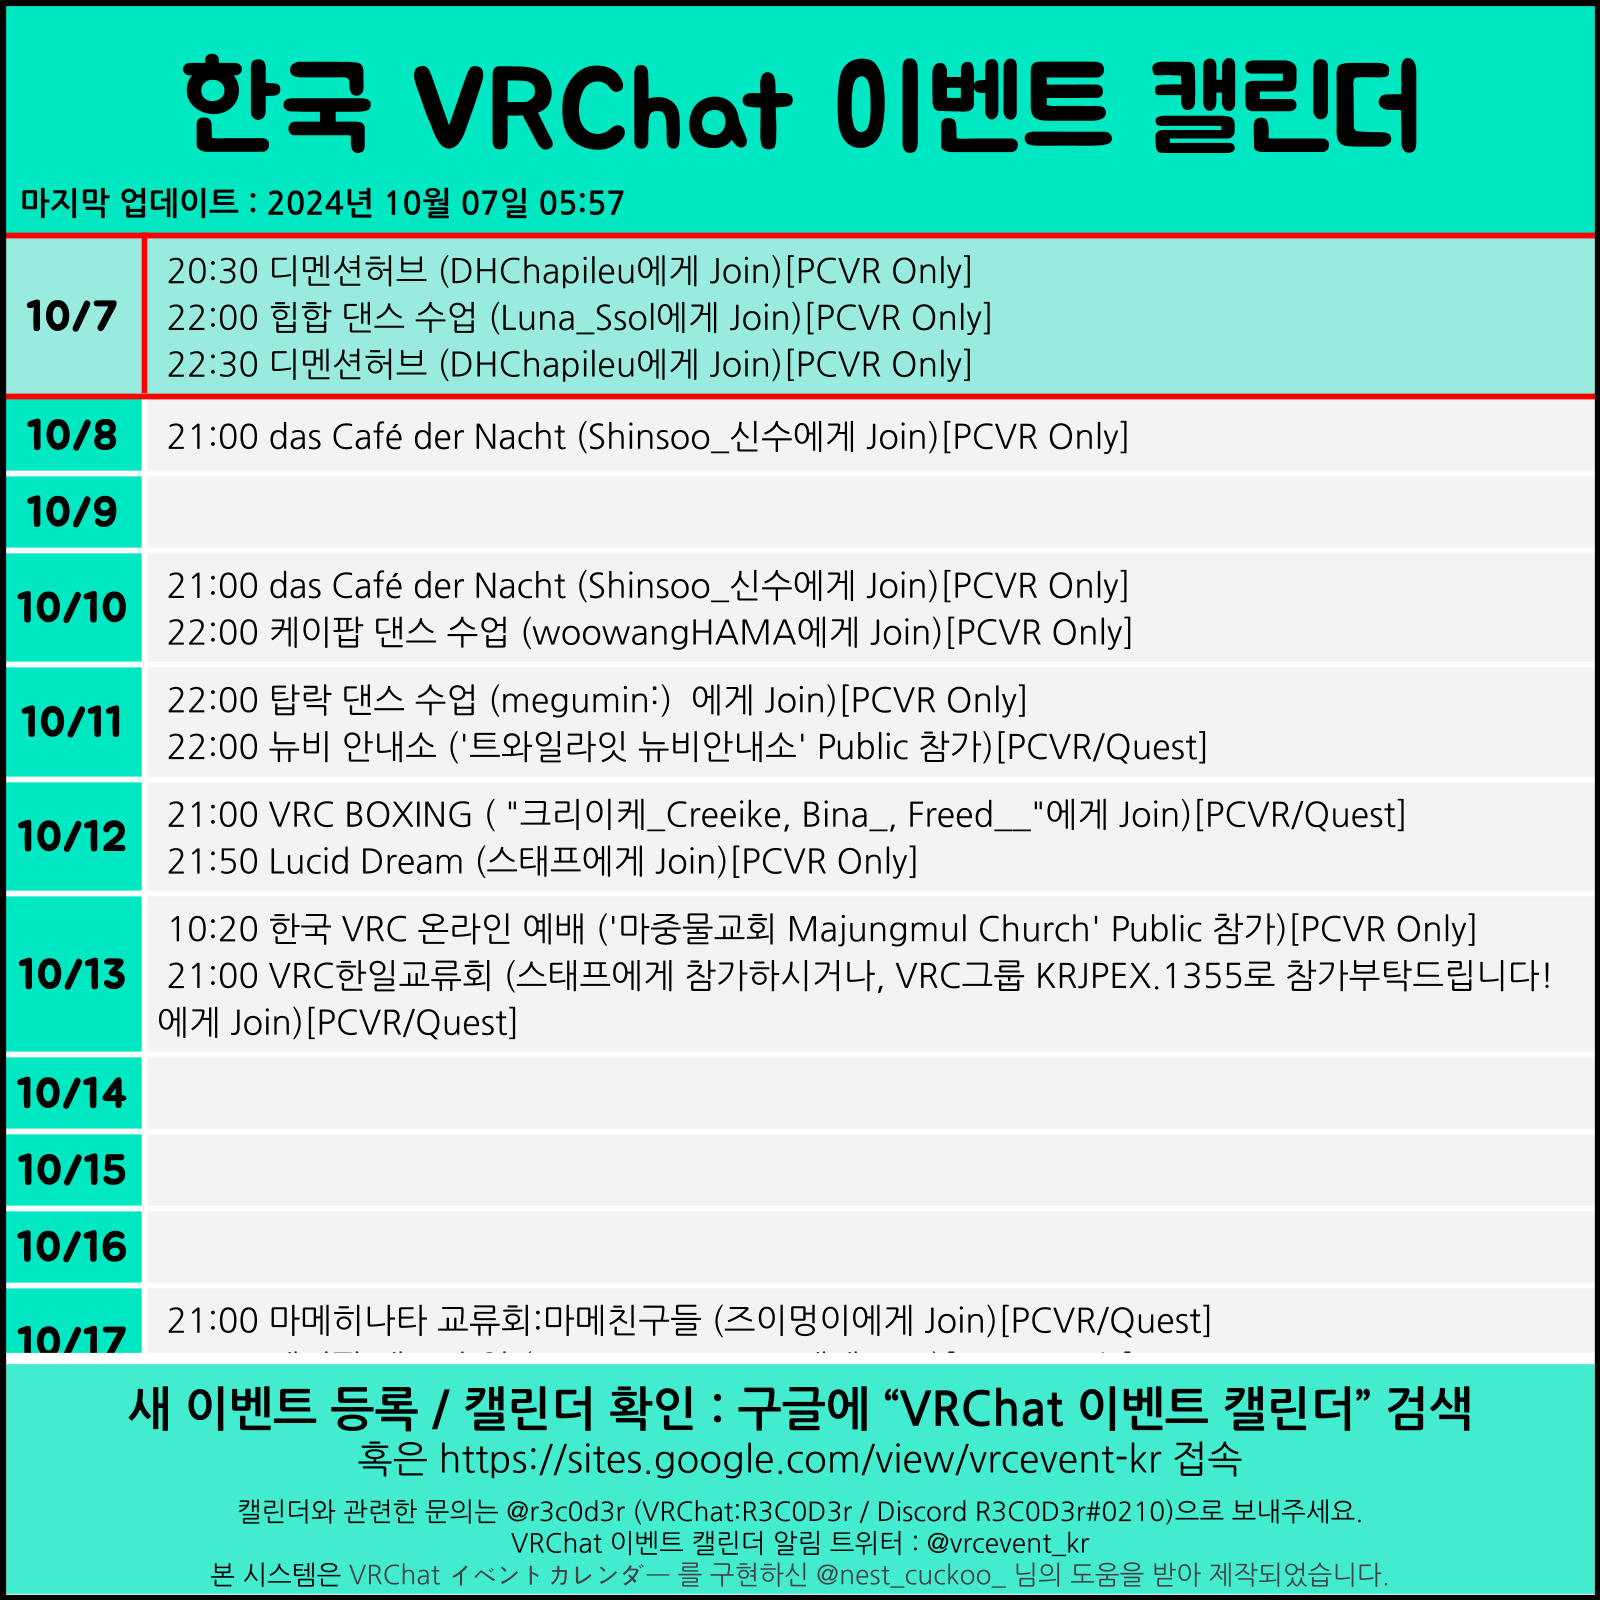 한국 VRChat 이벤트 캘린더
마지막 업데이트 : 2024년 10월 07일 05:57
10/7
20:30 디멘션허브 (DHChapileu에게 Join)[PCVR Only]
22:00 힙합 댄스 수업 (Luna_Ssol에게 Join)[PCVR Only]
22:30 디멘션허브 (DHChapileu에게 Join)[PCVR Only]
10/8
21:00 das Café der Nacht (Shinsoo_신수에게 Join)[PCVR Only]
10/9
10/10
21:00 das Café der Nacht (Shinsoo_신수에게 Join)[PCVR Only]
22:00 케이팝 댄스 수업 (woowangHAMA에게 Join)[PCVR Only]
10/11
22:00 탑락 댄스 수업 (megumin:)  에게 Join)[PCVR Only]
22:00 뉴비 안내소 ('트와일라잇 뉴비안내소' Public 참가)[PCVR/Quest]
10/12
21:00 VRC BOXING ( "크리이케_Creeike, Bina_, Freed__"에게 Join)[PCVR/Quest]
21:50 Lucid Dream (스태프에게 Join)[PCVR Only]
10/13
10:20 한국 VRC 온라인 예배 ('마중물교회 Majungmul Church' Public 참가)[PCVR Only]
21:00 VRC한일교류회 (스태프에게 참가하시거나, VRC그룹 KRJPEX.1355로 참가부탁드립니다!
에게 Join)[PCVR/Quest]
10/14
10/15
10/16
10/17
21:00 마메히나타 교류회:마메친구들 (즈이멍이에게 Join)[PCVR/Quest]
새 이벤트 등록 / 캘린더 확인 : 구글에 “VRChat 이벤트 캘린더” 검색
혹은 https://sites.google.com/view/vrcevent-kr 접속
캘린더와 관련한 문의는 @r3c0d3r (VRChat:R3C0D3r / Discord R3C0D3r#0210)으로 보내주세요.
VRChat 이벤트 캘린더 알림 트위터 : @vrcevent_kr
본 시스템은 VRChat イベントカレンダー 를 구현하신 @nest_cuckoo_ 님의 도움을 받아 제작되었습니다.